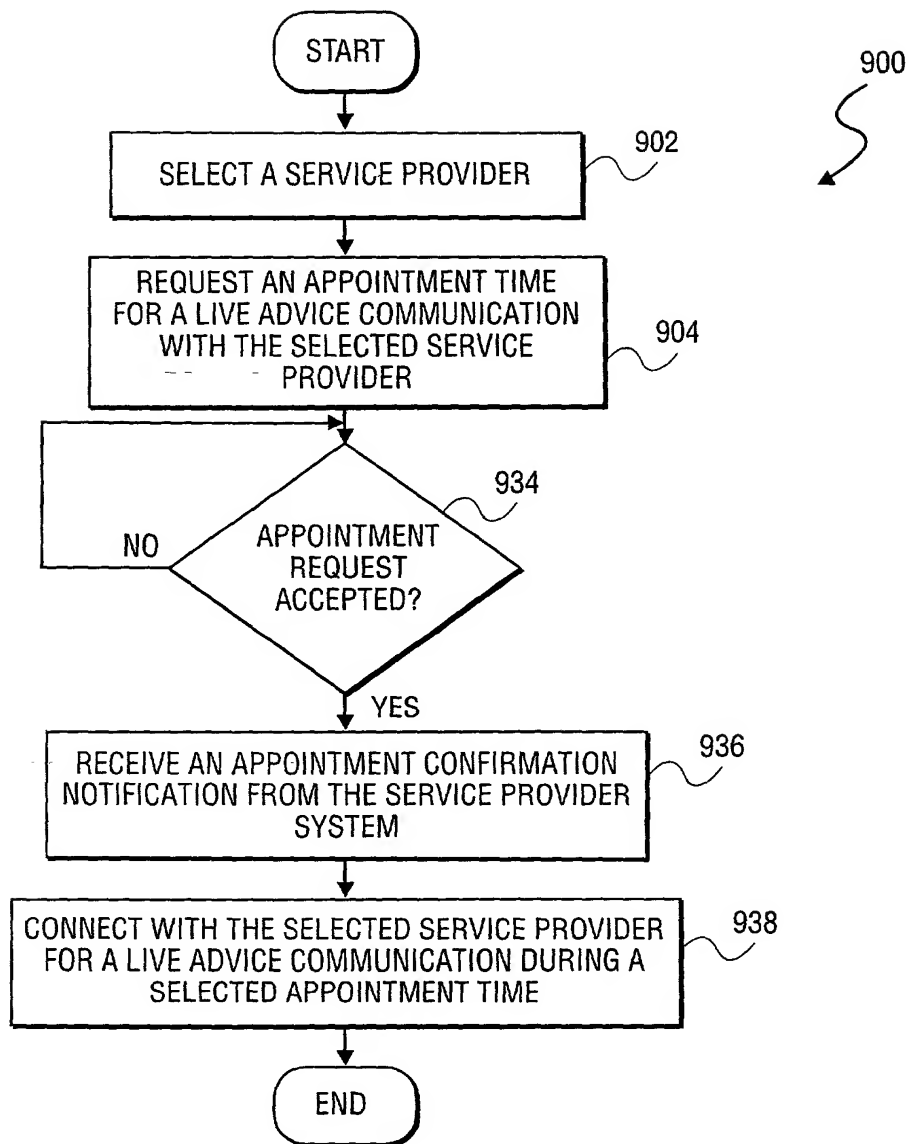 START
900
902
SELECT A SERVICE PROVIDER
REQUEST AN APPOINTMENT TIME
FOR A LIVE ADVICE COMMUNICATION
WITH THE SELECTED SERVICE
PROVIDER
904
934
NO
APPOINTMENT
REQUEST
ACCEPTED?
YES
936
RECEIVE AN APPOINTMENT CONFIRMATION
NOTIFICATION FROM THE SERVICE PROVIDER
SYSTEM
CONNECT WITH THE SELECTED SERVICE PROVIDER
FOR A LIVE ADVICE COMMUNICATION DURING A
SELECTED APPOINTMENT TIME
938
END